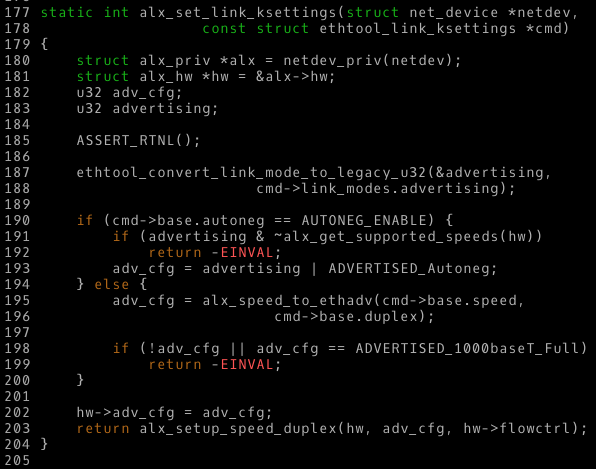 177 static int alx_set_link_ksettings(struct net_device *netdev,
178                   const struct ethtool_link_ksettings *cmd)
179 {
180     struct alx_priv *alx = netdev_priv(netdev);
181     struct alx_hw *hw = &alx->hw;
182     u32 adv_cfg;
183     u32 advertising;
184
185     ASSERT_RTNL();
186
187     ethtool_convert_link_mode_to_legacy_u32(&advertising,
188                         cmd->link_modes.advertising);
189
190     if (cmd->base.autoneg == AUTONEG_ENABLE) {
191         if (advertising & ~alx_get_supported_speeds(hw))
192             return -EINVAL;
193         adv_cfg = advertising | ADVERTISED_Autoneg;
194     } else {
195         adv_cfg = alx_speed_to_ethadv(cmd->base.speed,
196                           cmd->base.duplex);
197
198         if (!adv_cfg || adv_cfg == ADVERTISED_1000baseT_Full)
199             return -EINVAL;
200     }
201
202     hw->adv_cfg = adv_cfg;
203     return alx_setup_speed_duplex(hw, adv_cfg, hw->flowctrl);
204 }
205